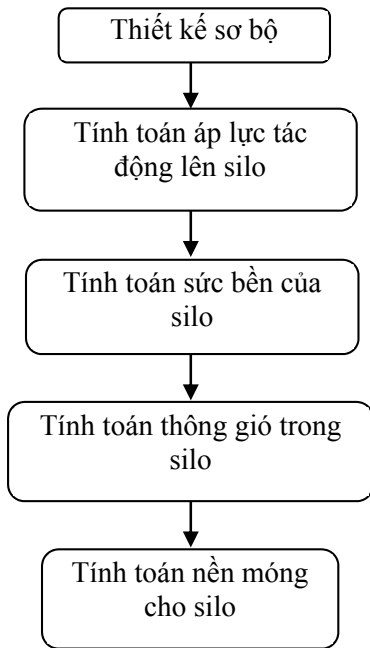 Thiết kế sơ bộ
Tính toán áp lực tác
động lên silo
Tính toán sức bền của
silo
Tính toán thông gió trong
silo
Tính toán nền móng
cho silo